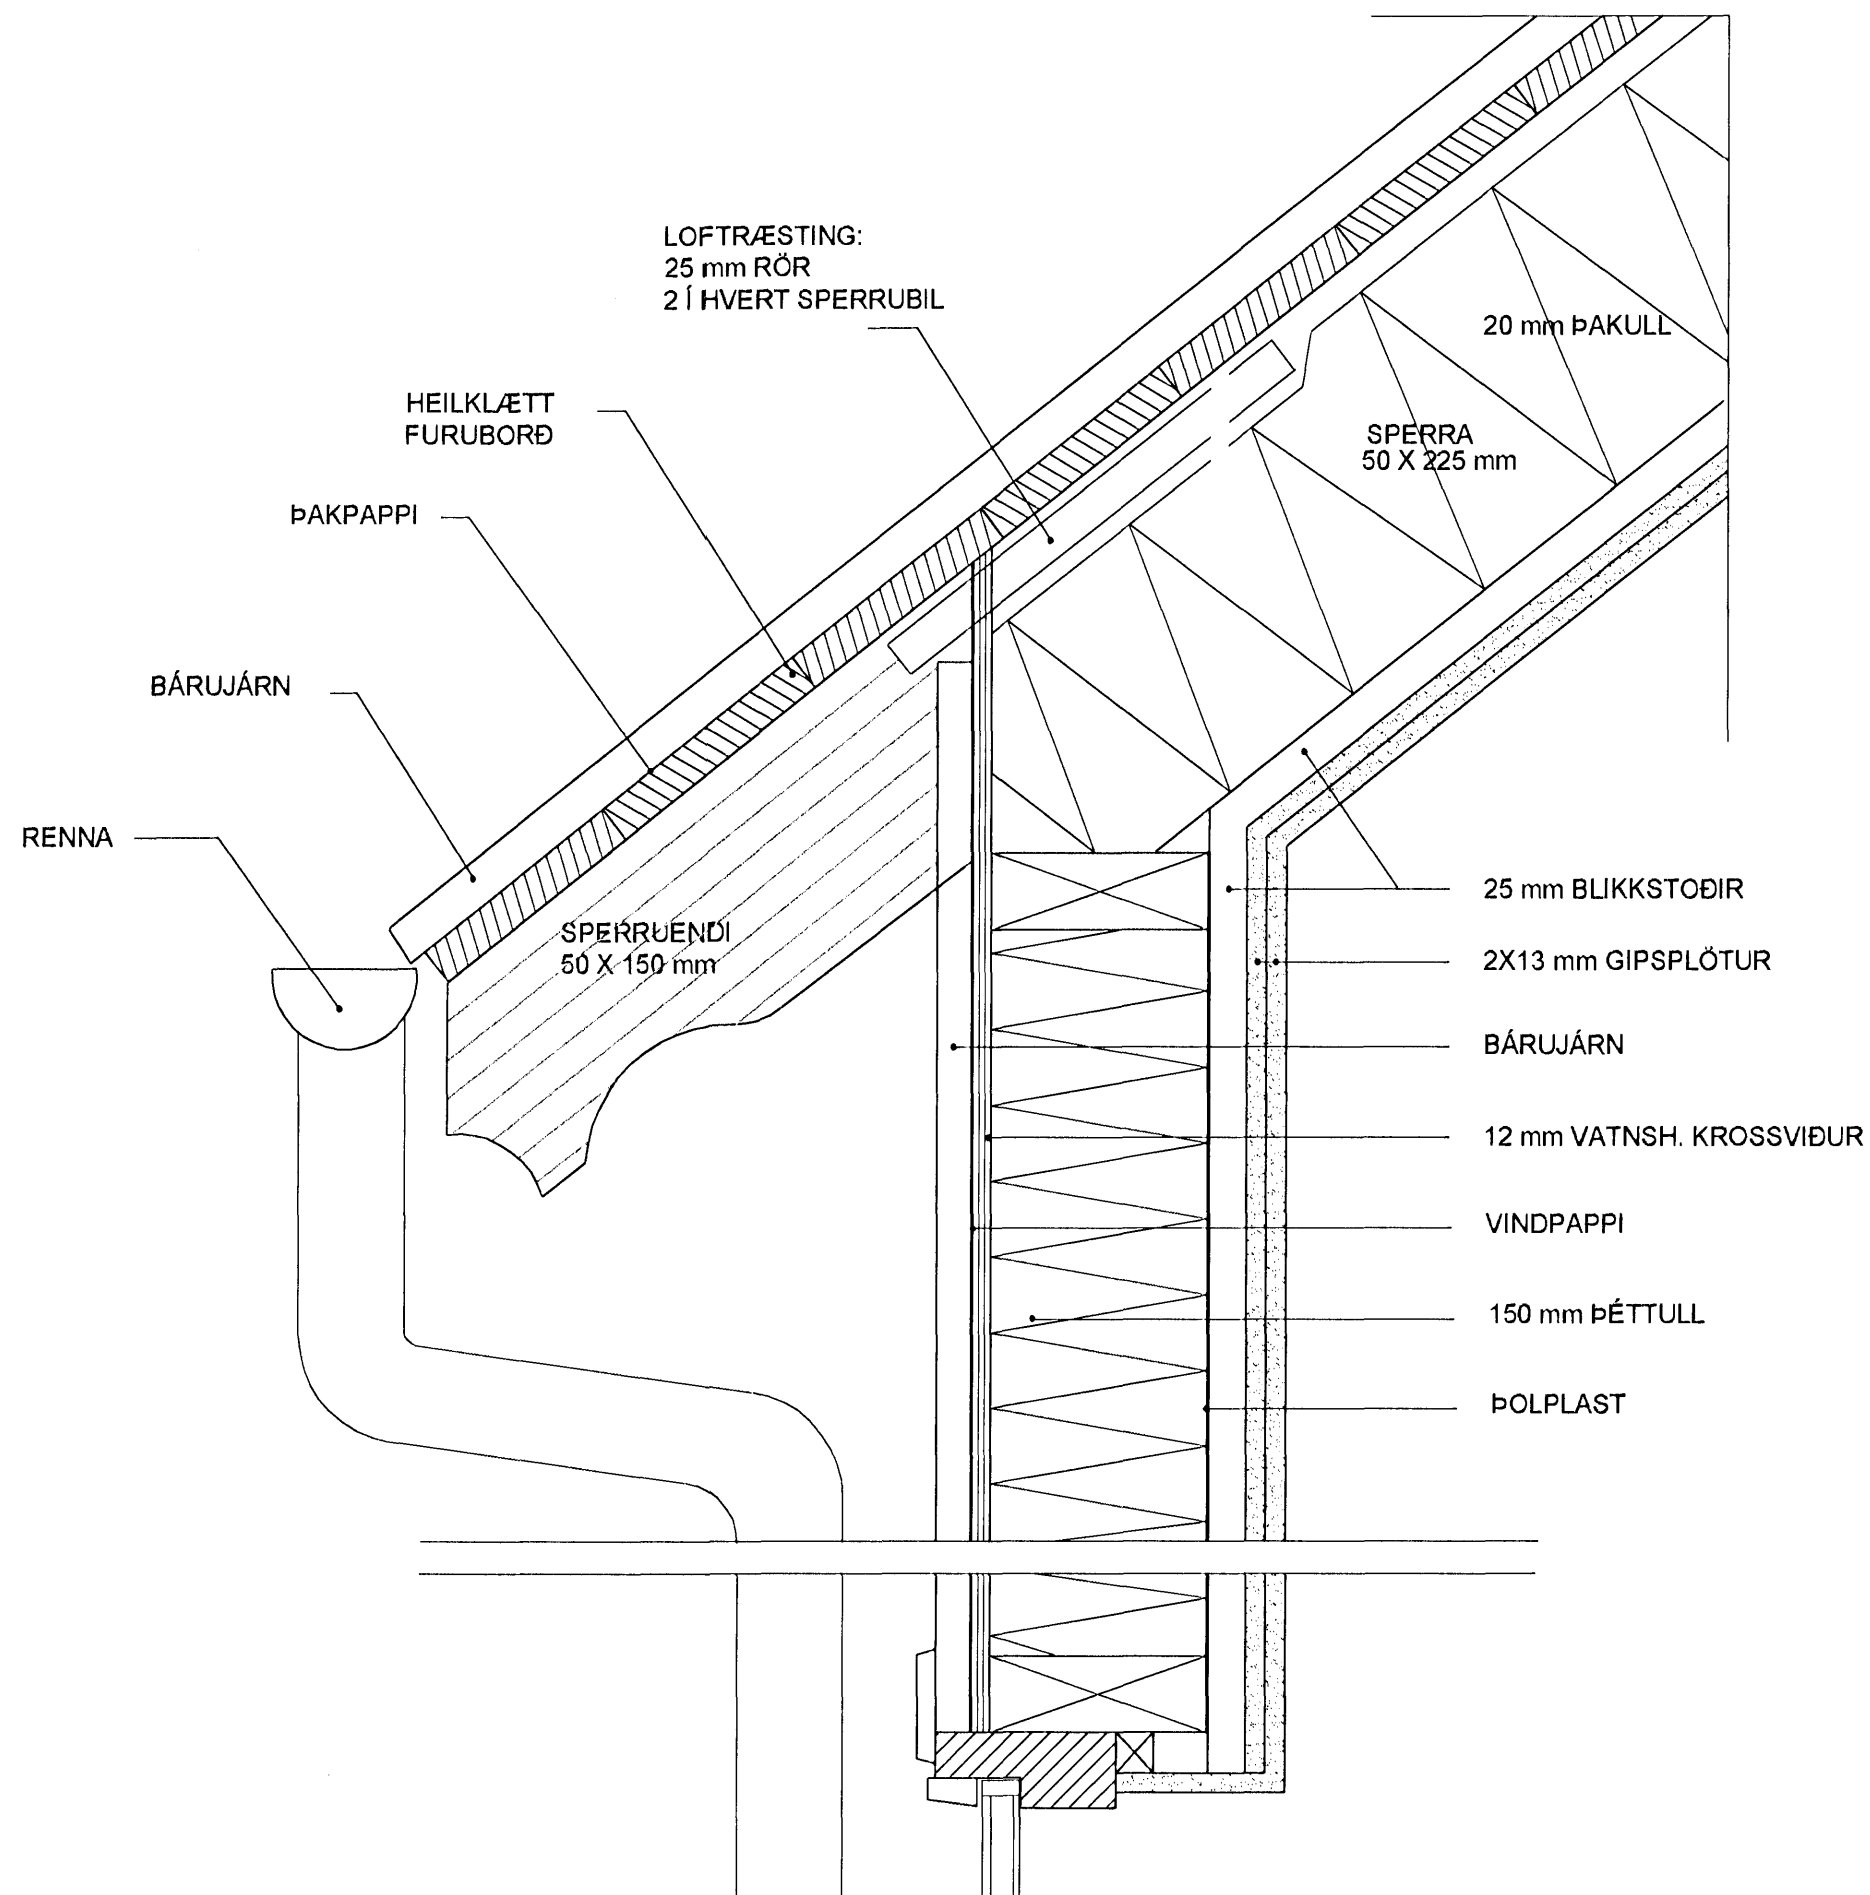 LOFTRÆSTING:
25 mm RÖR
2 Í HVERT SPERRUBIL
20 mm ÞAKULL
HEILKLÆTT
FURUBORÐ
SPERRA
50 X 225 mm
ÞAKPAPPI
BÁRUJÁRN
RENNA
25 mm BLIKKSTOÐIR
SPERRUENDI
50 X 150 mm
2X13 mm GIPSPLÖTUR
BÁRUJÁRN
12 mm VATNSH. KROSSVIÐUR
VINDPAPPI
150 mm ÞÉTTULL
ÞOLPLAST